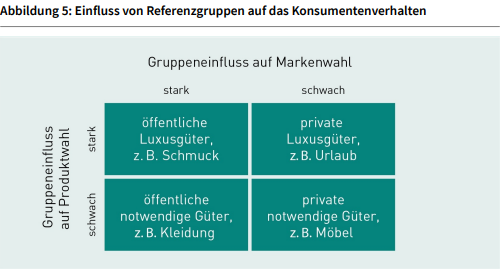 Abbildung 5: Einfluss von Referenzgruppen auf das Konsumentenverhalten
Gruppeneinfluss auf Markenwahl
stark
schwach
Gruppeneinfluss
auf Produktwahl
stark
öffentliche
Luxusgüter,
z. B. Schmuck
private
Luxusgüter,
z. B. Urlaub
schwach
öffentliche
notwendige Güter,
z. B. Kleidung
private
notwendige Güter,
z. B. Möbel